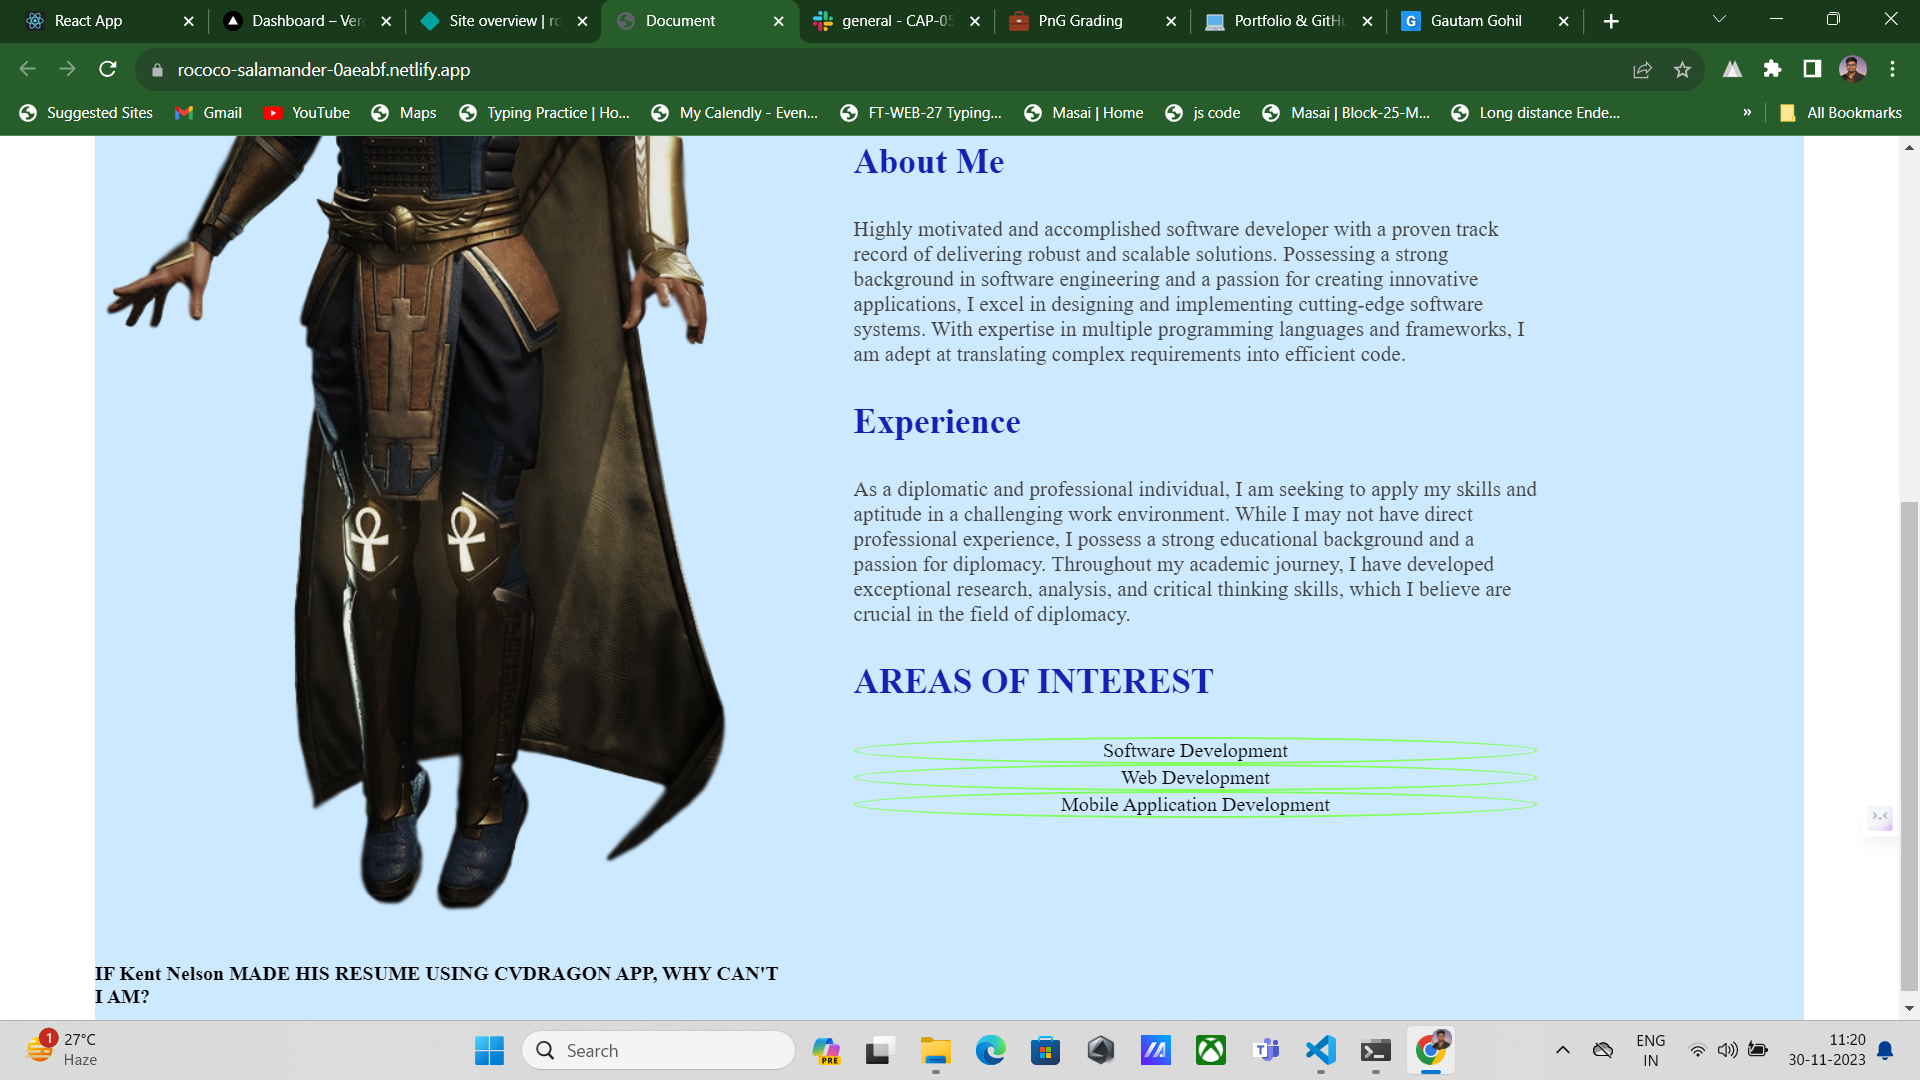 React App
Dashboard – Ver
Site overview | ro
Document
general - CAP-05
PnG Grading
Portfolio & GitHu
Gautam Gohil
rococo-salamander-0aeabf.netlify.app
Suggested Sites
Gmail
YouTube
Maps
Typing Practice | Ho...
My Calendly - Even...
FT-WEB-27 Typing...
Masai | Home
js code
Masai | Block-25-M...
Long distance Ende...
»
All Bookmarks
About Me
Highly motivated and accomplished software developer with a proven track
record of delivering robust and scalable solutions. Possessing a strong
background in software engineering and a passion for creating innovative
applications, I excel in designing and implementing cutting-edge software
systems. With expertise in multiple programming languages and frameworks, I
am adept at translating complex requirements into efficient code.
Experience
As a diplomatic and professional individual, I am seeking to apply my skills and
aptitude in a challenging work environment. While I may not have direct
professional experience, I possess a strong educational background and a
passion for diplomacy. Throughout my academic journey, I have developed
exceptional research, analysis, and critical thinking skills, which I believe are
crucial in the field of diplomacy.
AREAS OF INTEREST
Software Development
Web Development
Mobile Application Development
IF Kent Nelson MADE HIS RESUME USING CVDRAGON APP, WHY CAN'T
I AM?
1
27°C
Haze
Search
PRE
ENG
IN
11:20
30-11-2023